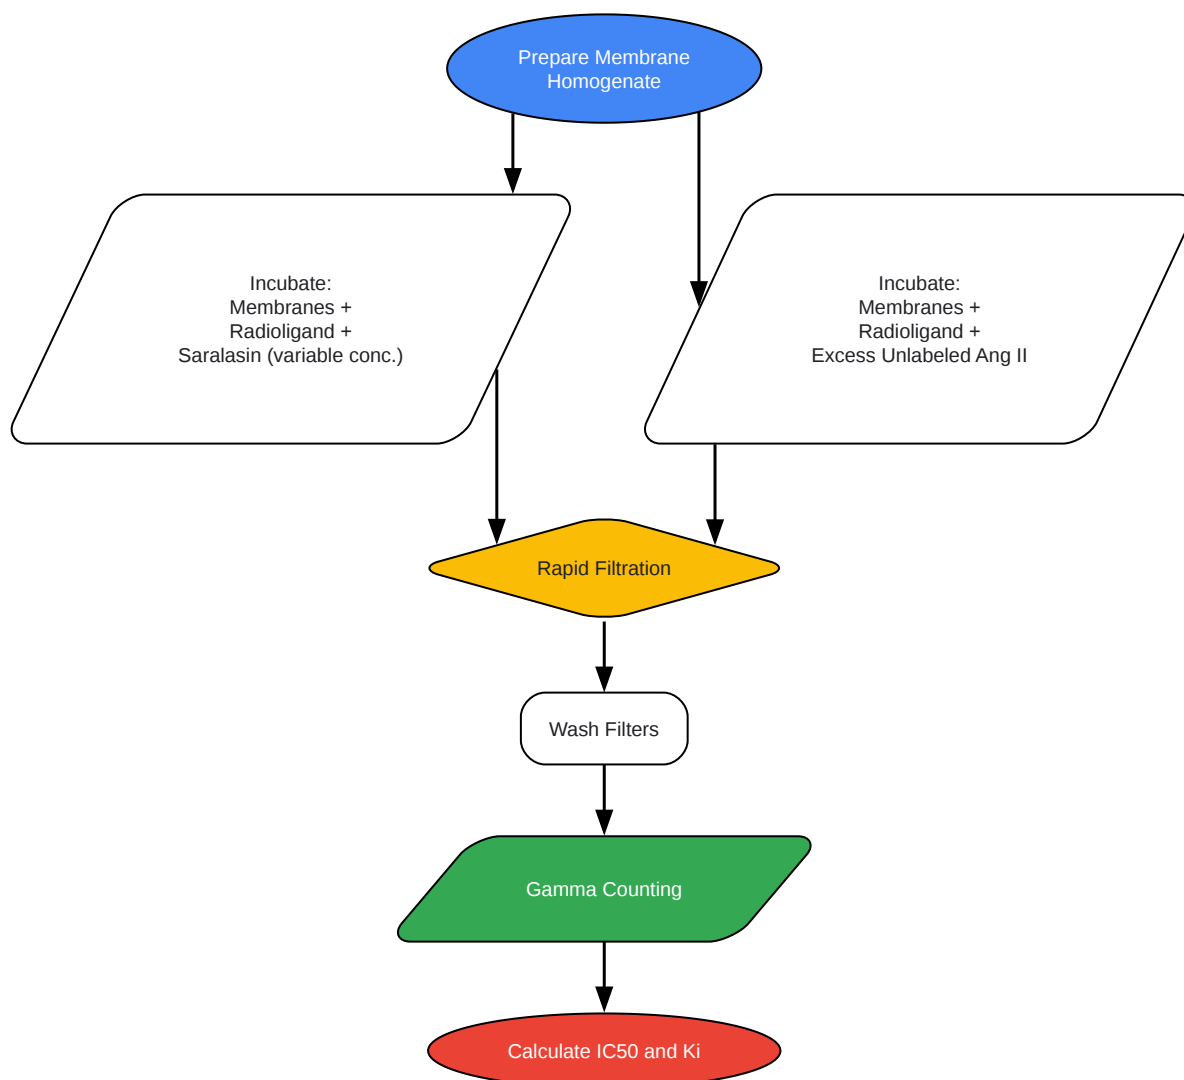 Prepare Membrane
Homogenate
Incubate:
Membranes +
Radioligand +
Saralasin (variable conc.)
Incubate:
Membranes +
Radioligand +
Excess Unlabeled Ang II
Rapid Filtration
Wash Filters
Gamma Counting
Calculate IC50 and Ki